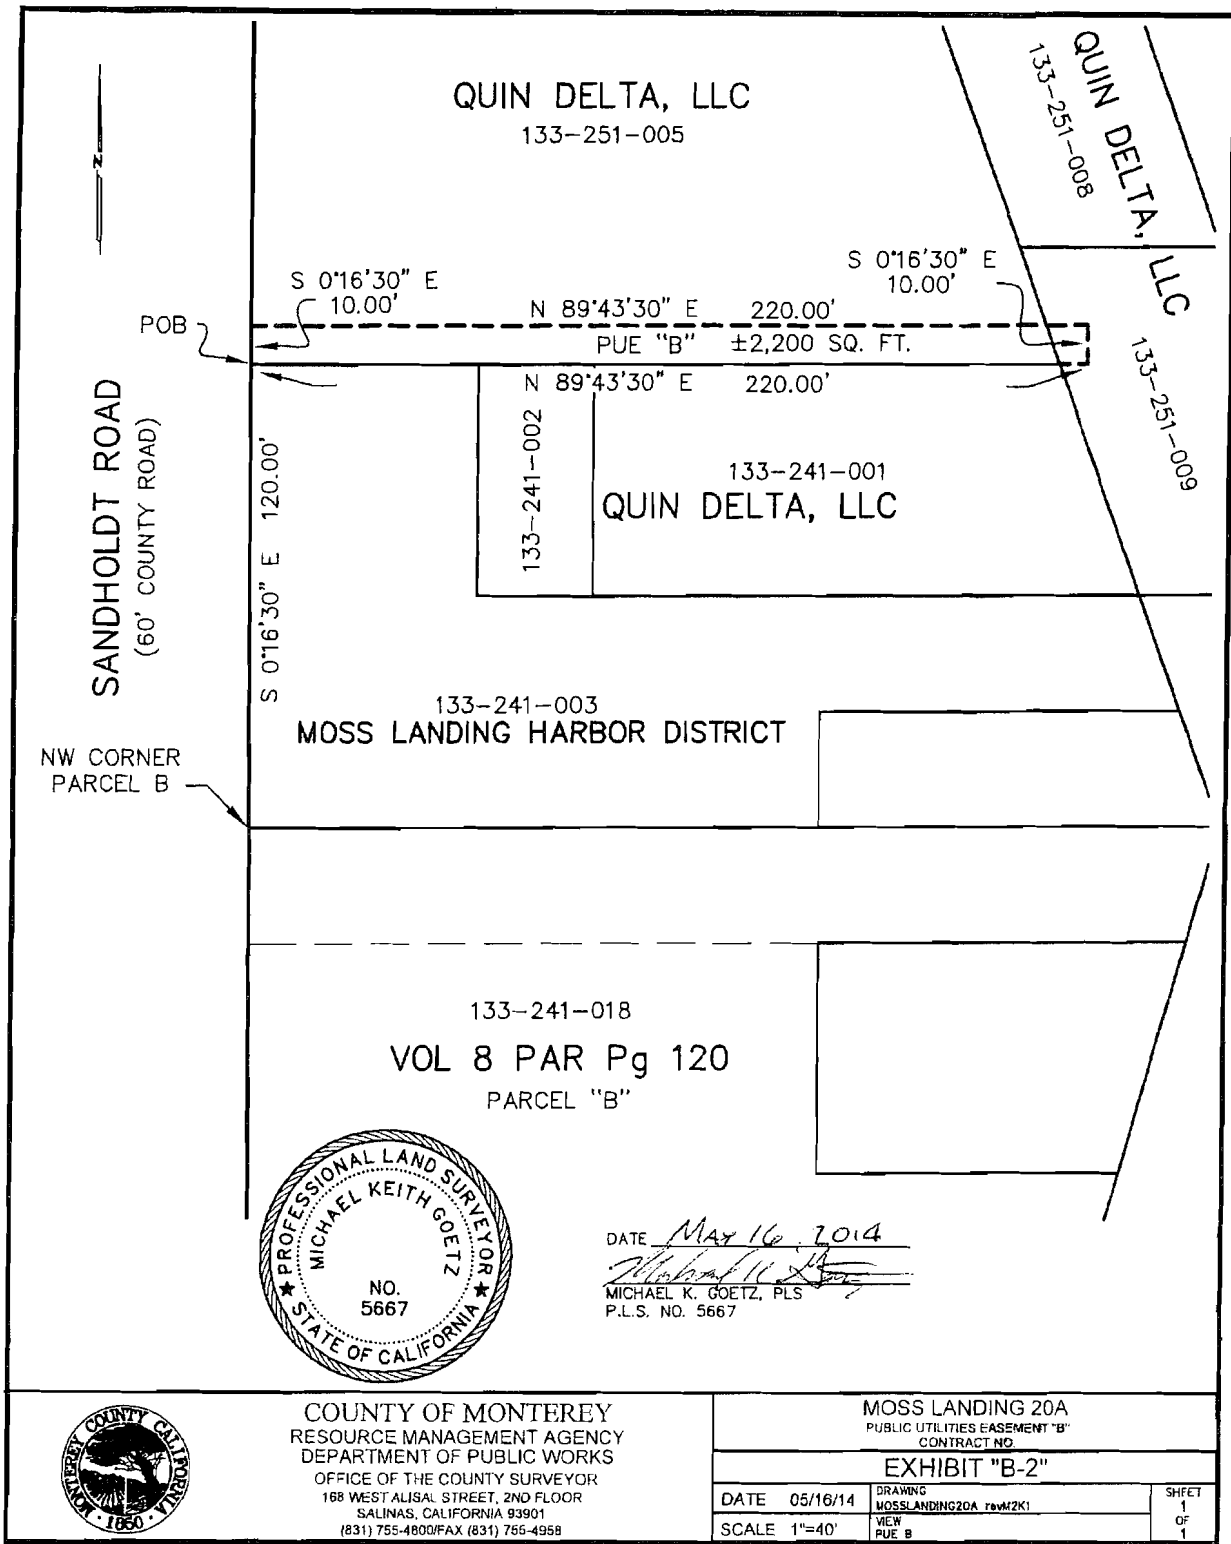 QUIN DELTA, LLC
133-251-005
QUIN DELTA, LLC
133-251-008
133-251-009
N
S 0°16'30" E
10.00'
N 89°43'30" E 220.00'
S 0°16'30" E
10.00'
POB
PUE "B" ±2,200 SQ. FT.
N 89°43'30" E 220.00'
SANDHOLDT ROAD
(60' COUNTY ROAD)
S 0°16'30" E 120.00'
133-241-002
133-241-001
QUIN DELTA, LLC
133-241-003
MOSS LANDING HARBOR DISTRICT
NW CORNER
PARCEL B
133-241-018
VOL 8 PAR Pg 120
PARCEL "B"
PROFESSIONAL LAND SURVEYOR
MICHAEL KEITH GOETZ
NO.
5667
STATE OF CALIFORNIA
DATE MAY 16, 2014
MICHAEL K. GOETZ, PLS
P.L.S. NO. 5667
MONTEREY COUNTY CALIFORNIA
1850
COUNTY OF MONTEREY
RESOURCE MANAGEMENT AGENCY
DEPARTMENT OF PUBLIC WORKS
OFFICE OF THE COUNTY SURVEYOR
168 WEST ALISAL STREET, 2ND FLOOR
SALINAS, CALIFORNIA 93901
(831) 755-4800/FAX (831) 755-4958
MOSS LANDING 20A
PUBLIC UTILITIES EASEMENT "B"
CONTRACT NO.
EXHIBIT "B-2"
DATE 05/16/14
DRAWING
MOSSLANDING20A revM2K1
SHEET
1
OF
1
SCALE 1"=40'
VIEW
PUE B